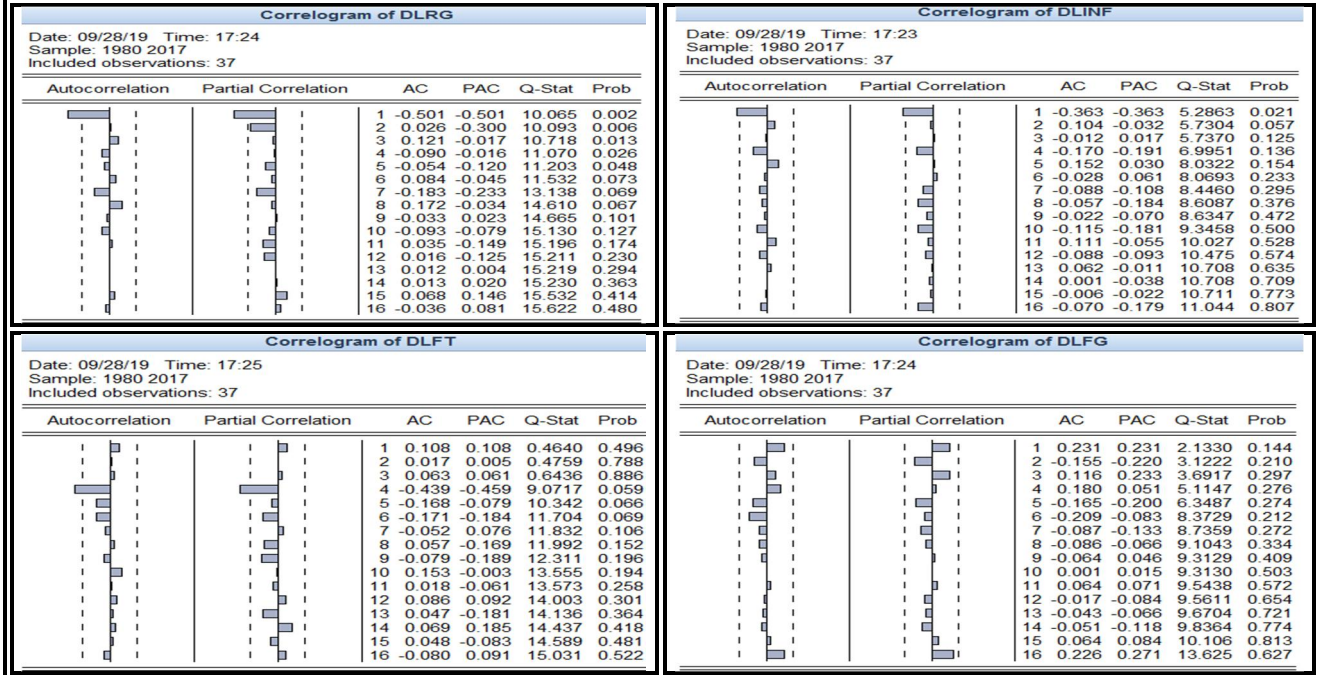 Correlogram of DLRG
Date: 09/28/19 Time: 17:24
Sample: 1980 2017
Included observations: 37
Autocorrelation Partial Correlation AC PAC Q-Stat Prob
1 -0.501 -0.501 10.065 0.002
2 0.026 -0.300 10.093 0.006
3 0.121 -0.017 10.718 0.013
4 -0.090 -0.016 11.070 0.026
5 -0.054 -0.120 11.203 0.048
6 0.084 -0.045 11.532 0.073
7 -0.183 -0.233 13.138 0.069
8 0.172 -0.034 14.610 0.067
9 -0.033 0.023 14.665 0.101
10 -0.093 -0.079 15.130 0.127
11 0.035 -0.149 15.196 0.174
12 0.016 -0.125 15.211 0.230
13 0.012 0.004 15.219 0.294
14 0.013 0.020 15.230 0.363
15 0.068 0.146 15.532 0.414
16 -0.036 0.081 15.622 0.480
Correlogram of DLINF
Date: 09/28/19 Time: 17:23
Sample: 1980 2017
Included observations: 37
Autocorrelation Partial Correlation AC PAC Q-Stat Prob
1 -0.363 -0.363 5.2863 0.021
2 0.104 -0.032 5.7304 0.057
3 -0.012 0.017 5.7370 0.125
4 -0.170 -0.191 6.9951 0.136
5 0.152 0.030 8.0322 0.154
6 -0.028 0.061 8.0693 0.233
7 -0.088 -0.108 8.4460 0.295
8 -0.057 -0.184 8.6087 0.376
9 -0.022 -0.070 8.6347 0.472
10 -0.115 -0.181 9.3458 0.500
11 0.111 -0.055 10.027 0.528
12 -0.088 -0.093 10.475 0.574
13 0.062 -0.011 10.708 0.635
14 0.001 -0.038 10.708 0.709
15 -0.006 -0.022 10.711 0.773
16 -0.070 -0.179 11.044 0.807
Correlogram of DLFT
Date: 09/28/19 Time: 17:25
Sample: 1980 2017
Included observations: 37
Autocorrelation Partial Correlation AC PAC Q-Stat Prob
1 0.108 0.108 0.4640 0.496
2 0.017 0.005 0.4759 0.788
3 0.063 0.061 0.6436 0.886
4 -0.439 -0.459 9.0717 0.059
5 -0.168 -0.079 10.342 0.066
6 -0.171 -0.184 11.704 0.069
7 -0.052 0.076 11.832 0.106
8 0.057 -0.169 11.992 0.152
9 -0.079 -0.189 12.311 0.196
10 0.153 -0.003 13.555 0.194
11 0.018 -0.061 13.573 0.258
12 0.086 0.092 14.003 0.301
13 0.047 -0.181 14.136 0.364
14 0.069 0.185 14.437 0.418
15 0.048 -0.083 14.589 0.481
16 -0.080 0.091 15.031 0.522
Correlogram of DLFG
Date: 09/28/19 Time: 17:24
Sample: 1980 2017
Included observations: 37
Autocorrelation Partial Correlation AC PAC Q-Stat Prob
1 0.231 0.231 2.1330 0.144
2 -0.155 -0.220 3.1222 0.210
3 0.116 0.233 3.6917 0.297
4 0.180 0.051 5.1147 0.276
5 -0.165 -0.200 6.3487 0.274
6 -0.209 -0.083 8.3729 0.212
7 -0.087 -0.133 8.7359 0.272
8 -0.086 -0.066 9.1043 0.334
9 -0.064 0.046 9.3129 0.409
10 0.001 0.015 9.3130 0.503
11 0.064 0.071 9.5438 0.572
12 -0.017 -0.084 9.5611 0.654
13 -0.043 -0.066 9.6704 0.721
14 -0.051 -0.118 9.8364 0.774
15 0.064 0.084 10.106 0.813
16 0.226 0.271 13.625 0.627